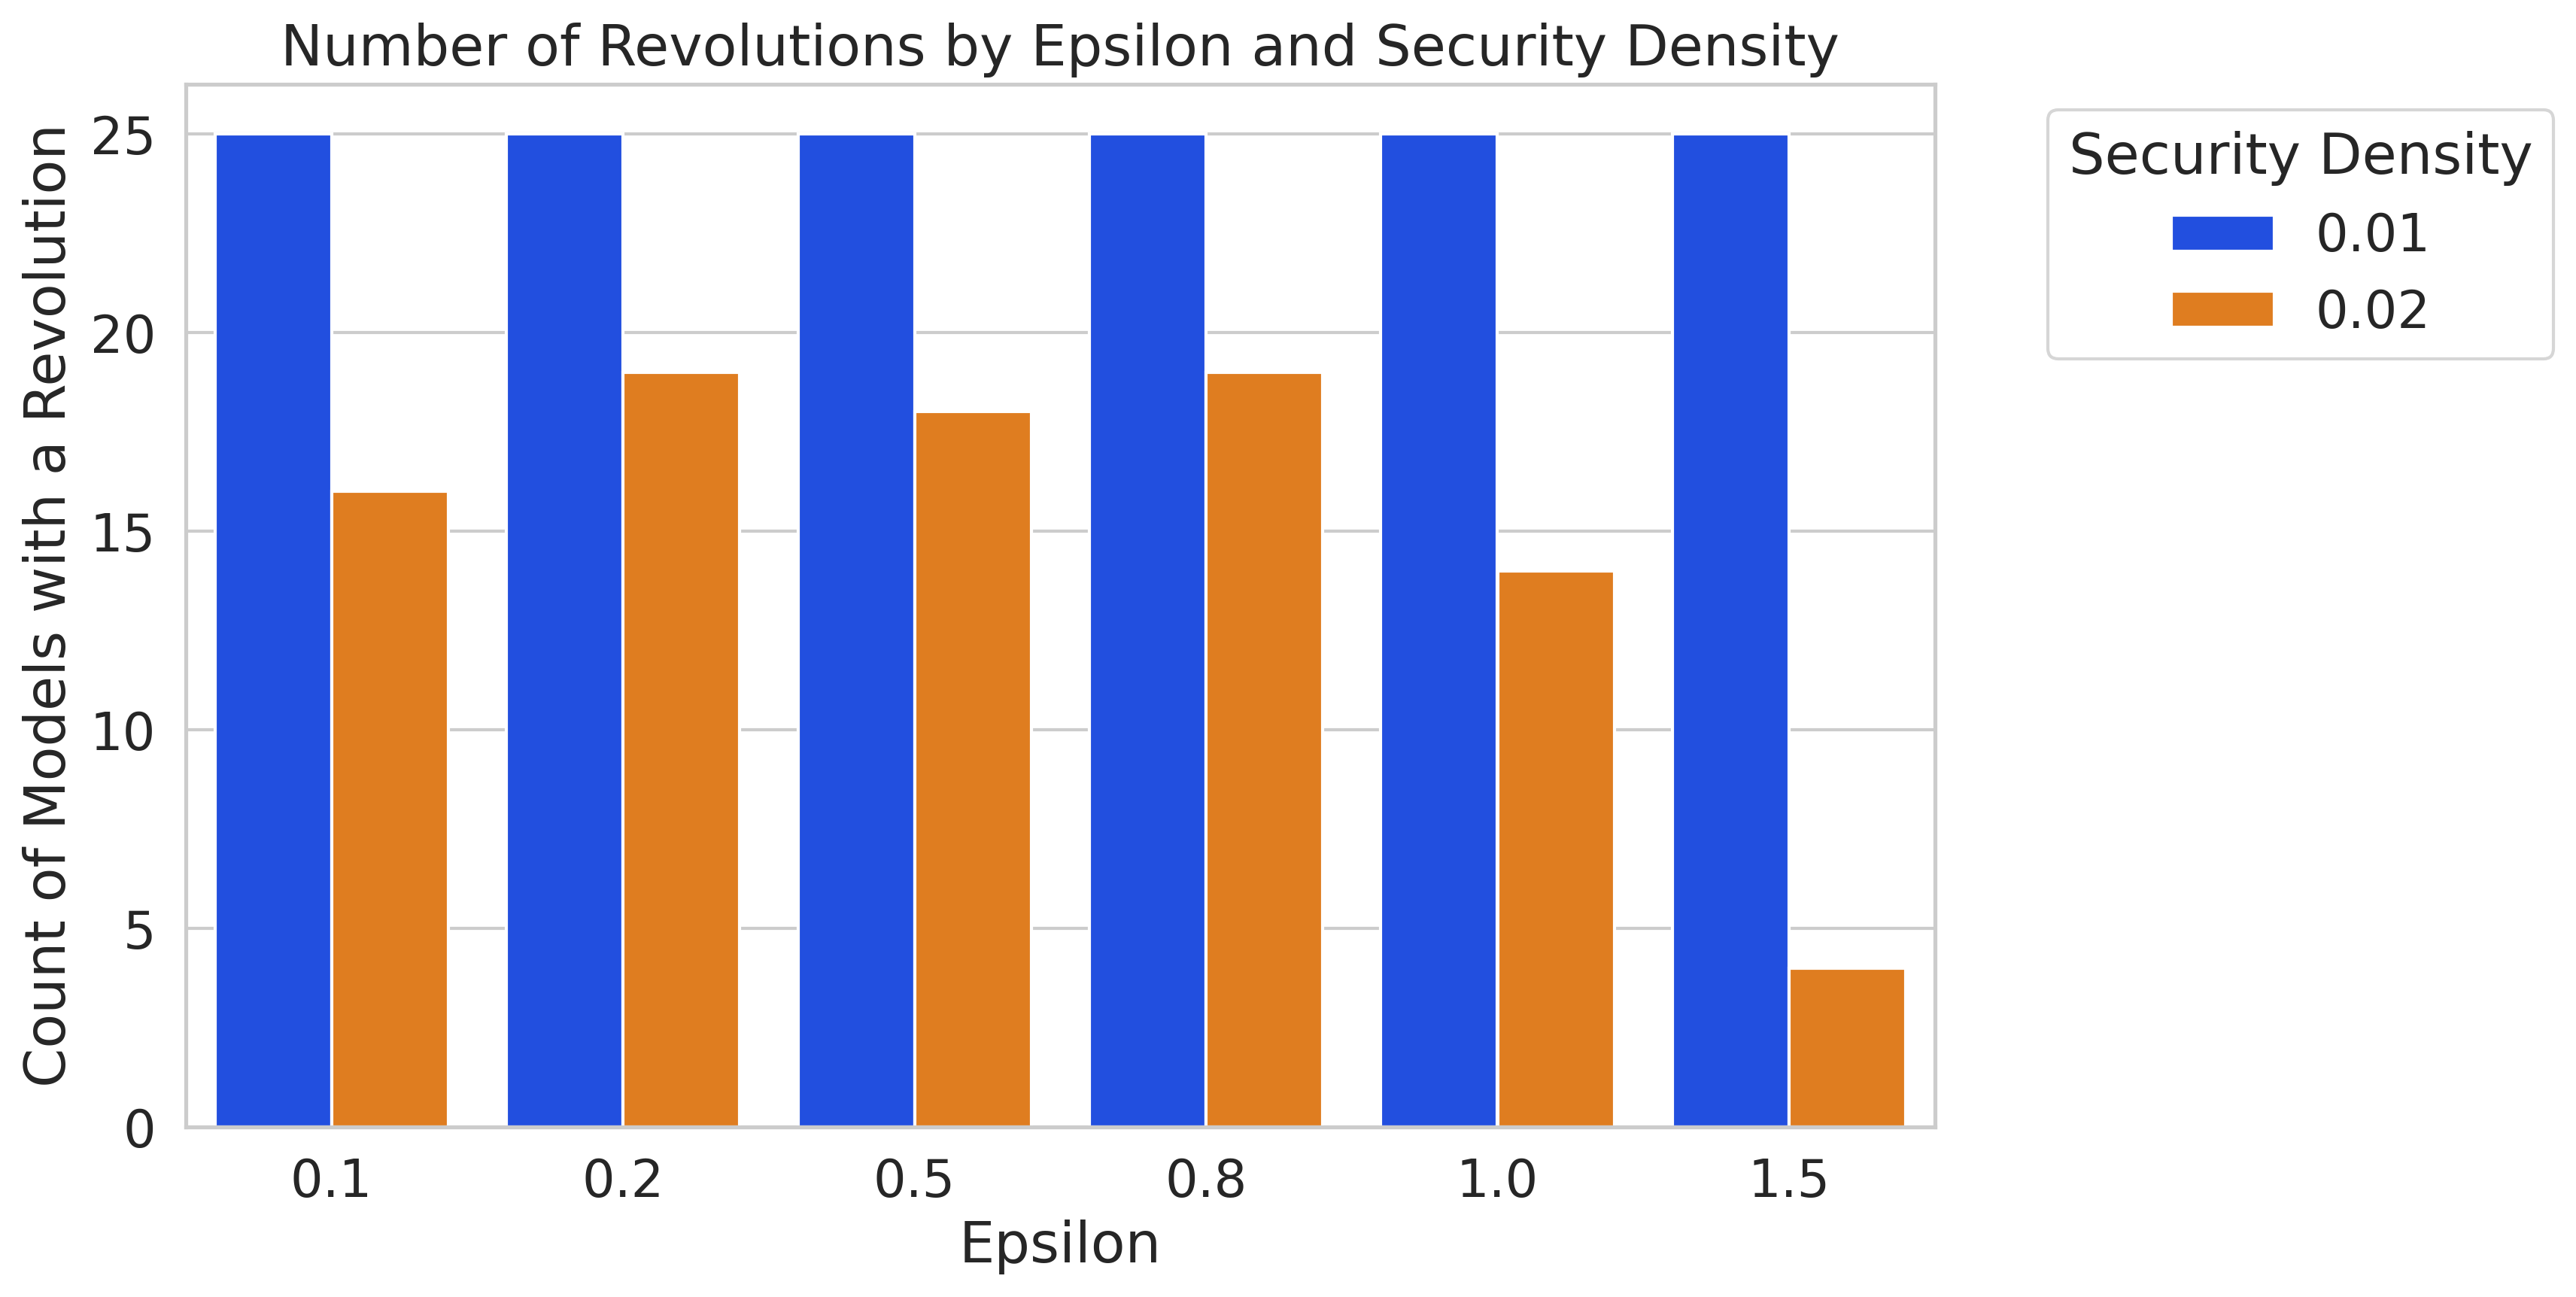 Number of Revolutions by Epsilon and Security Density
Count of Models with a Revolution
25
20
15
10
5
0
0.1 0.2 0.5 0.8 1.0 1.5
Epsilon
Security Density
0.01
0.02